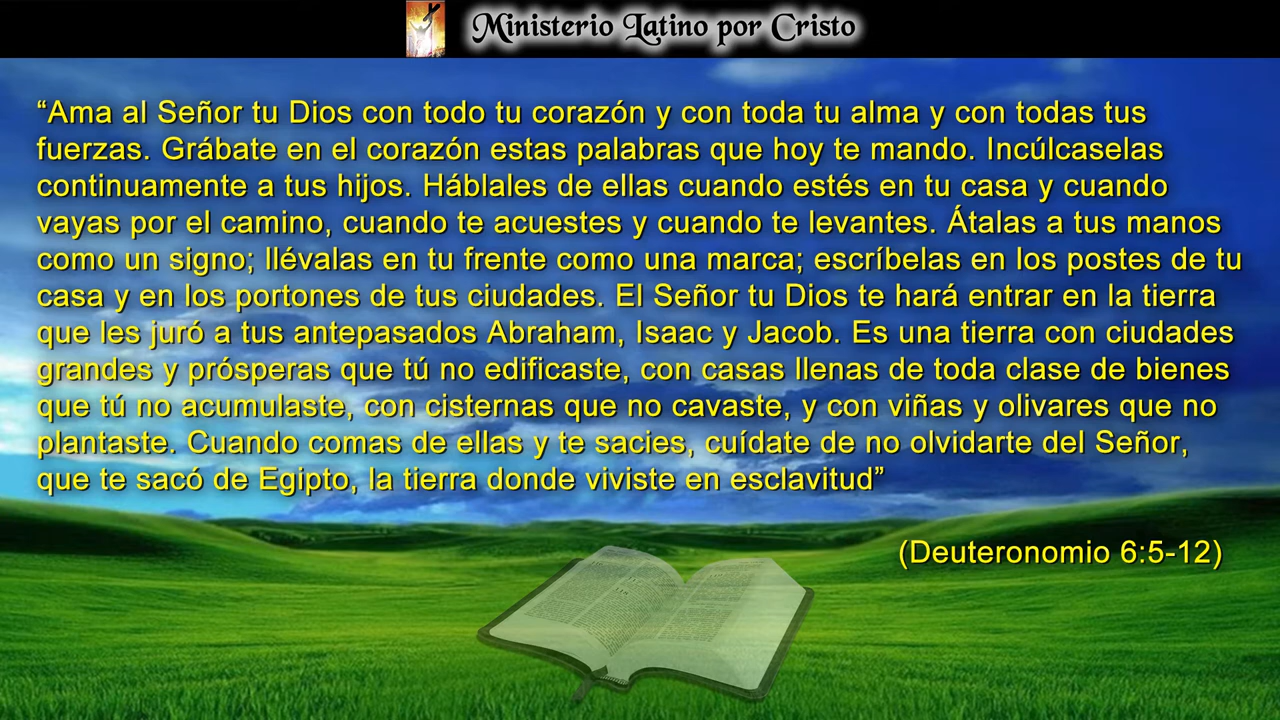 Ministerio Latino por Cristo
“Ama al Señor tu Dios con todo tu corazón y con toda tu alma y con todas tus
fuerzas. Grábate en el corazón estas palabras que hoy te mando. Incúlcaselas
continuamente a tus hijos. Háblales de ellas cuando estés en tu casa y cuando
vayas por el camino, cuando te acuestes y cuando te levantes. Átalas a tus manos
como un signo; llévalas en tu frente como una marca; escríbelas en los postes de tu
casa y en los portones de tus ciudades. El Señor tu Dios te hará entrar en la tierra
que les juró a tus antepasados Abraham, Isaac y Jacob. Es una tierra con ciudades
grandes y prósperas que tú no edificaste, con casas llenas de toda clase de bienes
que tú no acumulaste, con cisternas que no cavaste, y con viñas y olivares que no
plantaste. Cuando comas de ellas y te sacies, cuídate de no olvidarte del Señor,
que te sacó de Egipto, la tierra donde viviste en esclavitud”
(Deuteronomio 6:5-12)